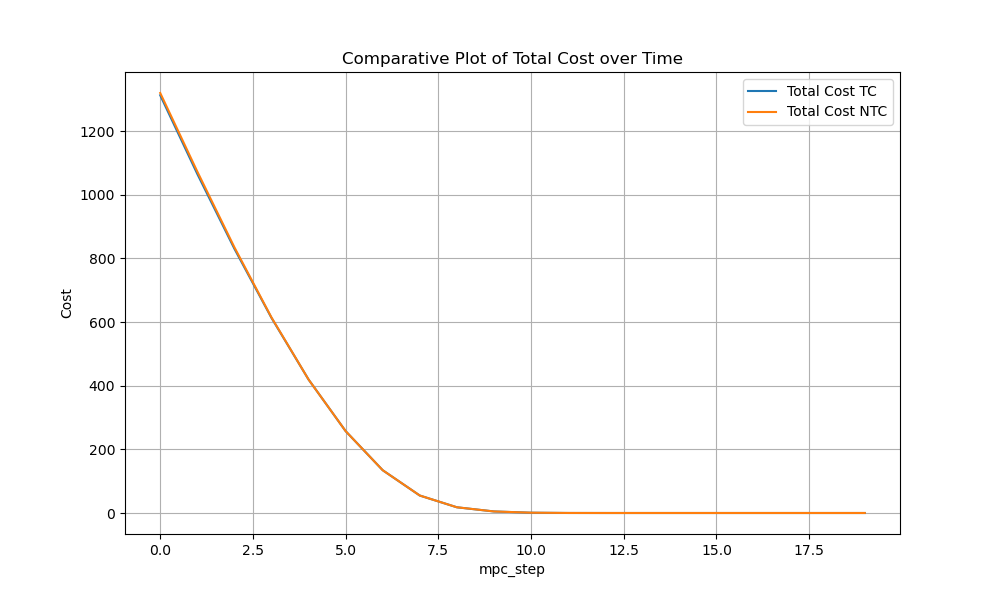 Comparative Plot of Total Cost over Time
Total Cost TC
Total Cost NTC
1200
1000
800
600
400
200
0
Cost
0.0 2.5 5.0 7.5 10.0 12.5 15.0 17.5
mpc_step